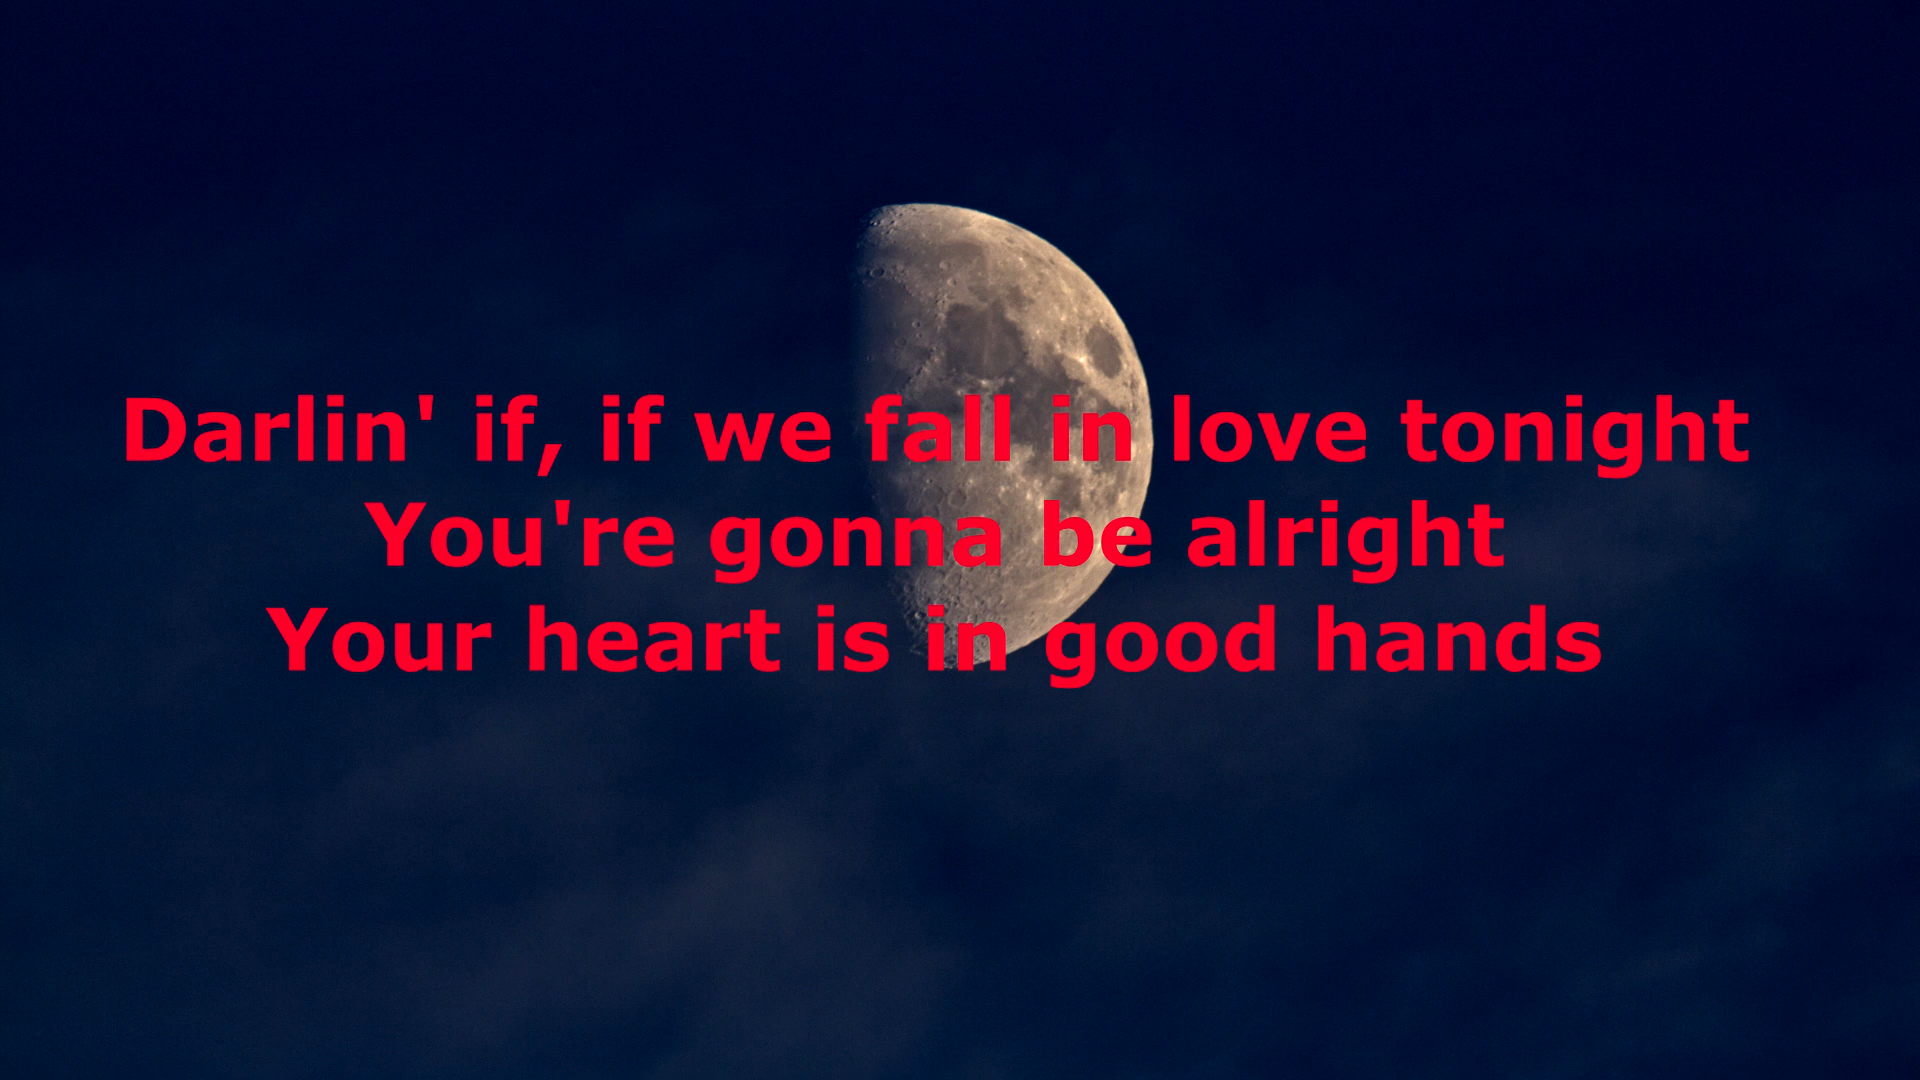 Darlin' if, if we fall in love tonight
You're gonna be alright
Your heart is in good hands